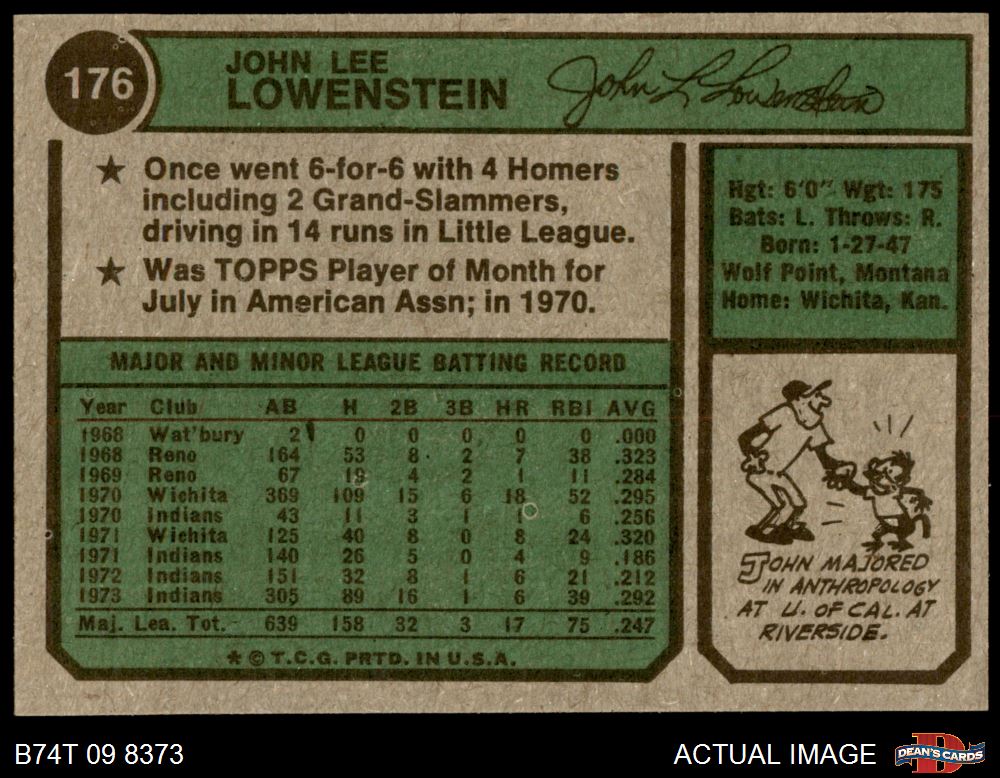 176
JOHN LEE
LOWENSTEIN
John L Lowenstein
★ Once went 6-for-6 with 4 Homers
including 2 Grand-Slammers,
driving in 14 runs in Little League.
★ Was TOPPS Player of Month for
July in American Assn; in 1970.
Hgt: 6'0" Wgt: 175
Bats: L. Throws: R.
Born: 1-27-47
Wolf Point, Montana
Home: Wichita, Kan.
MAJOR AND MINOR LEAGUE BATTING RECORD
Year Club AB H 2B 3B HR RBI AVG
1968 Wat'bury 2 0 0 0 0 0 .000
1968 Reno 164 53 8 2 7 38 .323
1969 Reno 67 19 4 2 1 11 .284
1970 Wichita 369 109 15 6 18 52 .295
1970 Indians 43 11 3 1 1 6 .256
1971 Wichita 125 40 8 0 8 24 .320
1971 Indians 140 26 5 0 4 9 .186
1972 Indians 151 32 8 1 6 21 .212
1973 Indians 305 89 16 1 6 39 .292
Maj. Lea. Tot. 639 158 32 3 17 75 .247
* © T.C.G. PRTD. IN U.S.A.
JOHN MAJORED
IN ANTHROPOLOGY
AT U. OF CAL. AT
RIVERSIDE.
B74T 09 8373
ACTUAL IMAGE
DEAN'S CARDS